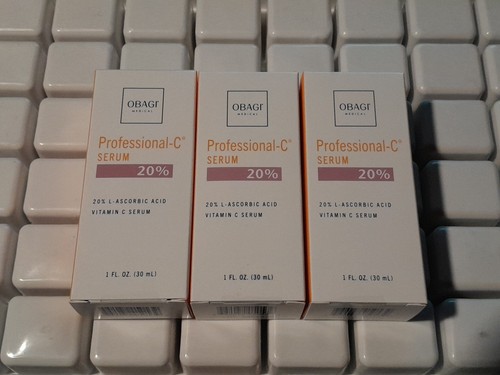 OBAGI
MEDICAL
Professional-C®
SERUM
20%
20% L-ASCORBIC ACID
VITAMIN C SERUM
1 FL. OZ. (30 mL)
OBAGI
MEDICAL
Professional-C®
SERUM
20%
20% L-ASCORBIC ACID
VITAMIN C SERUM
1 FL. OZ. (30 mL)
OBAGI
MEDICAL
Professional-C®
SERUM
20%
20% L-ASCORBIC ACID
VITAMIN C SERUM
1 FL. OZ. (30 mL)